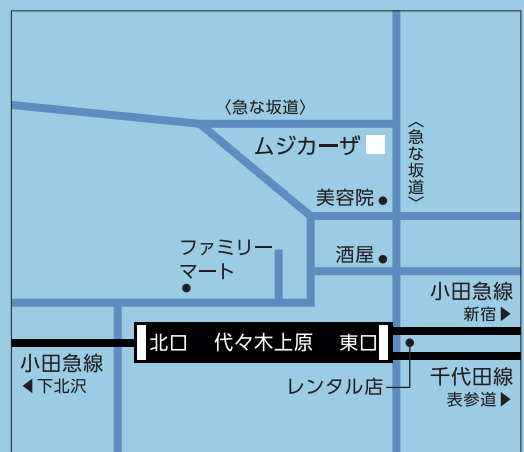 〈急な坂道〉
ムジカーザ
〈急な坂道〉
美容院
ファミリー
マート
酒屋
小田急線
新宿▶
北口 代々木上原 東口
小田急線
◀下北沢
レンタル店
千代田線
表参道▶